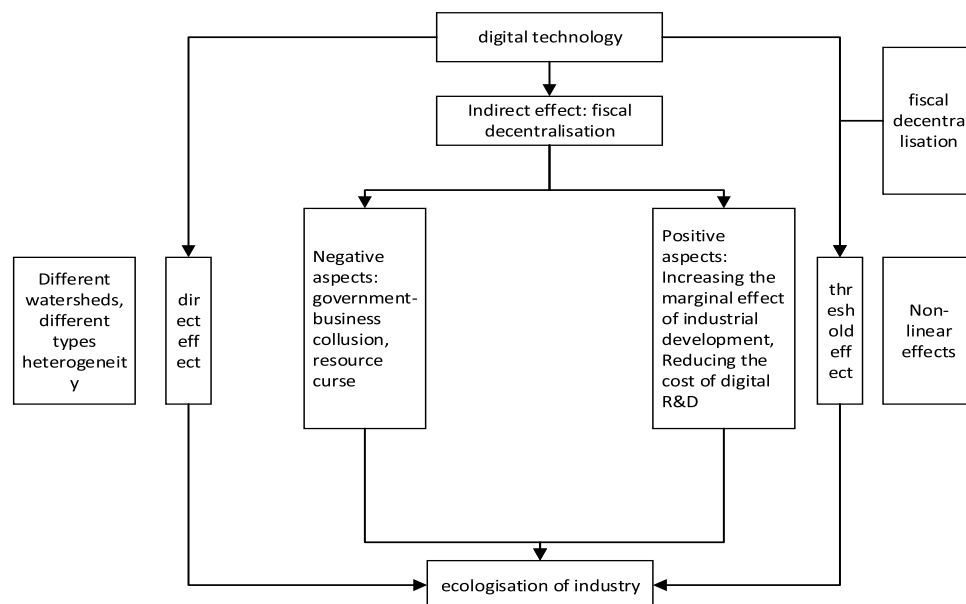 digital technology
Indirect effect: fiscal
decentralisation
fiscal
decentra
lisation
Different
watersheds,
different
types
heterogeneit
y
dir
ect eff
ect
Negative
aspects:
government-
business
collusion,
resource
curse
Positive
aspects:
Increasing the
marginal effect
of industrial
development,
Reducing the
cost of digital
R&D
thr
esh
old eff
ect
Non-
linear
effects
ecologisation of industry